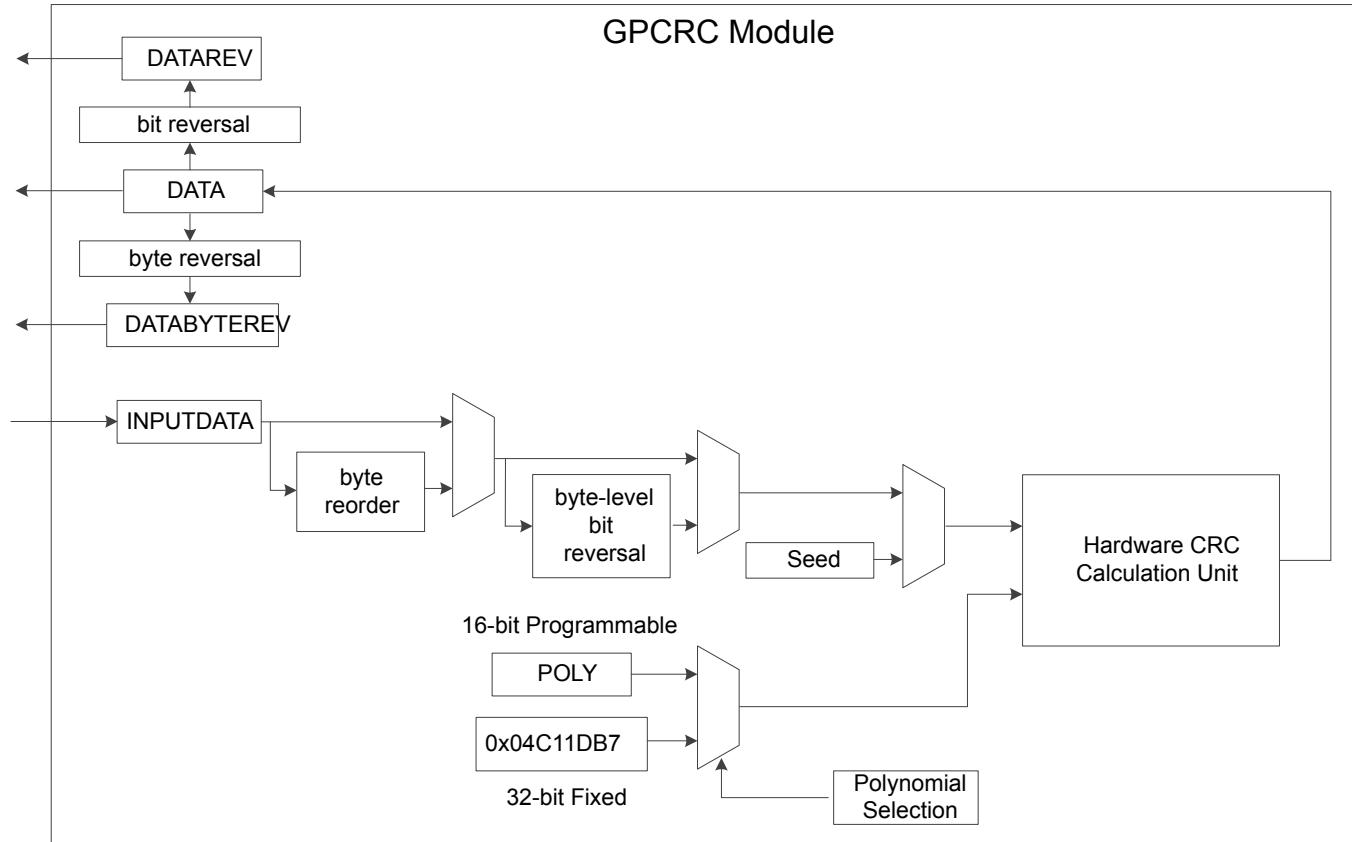 GPCRC Module
DATAREV
bit reversal
DATA
byte reversal
DATABYTEREV
INPUTDATA
byte
reorder
byte-level
bit
reversal
Seed
Hardware CRC
Calculation Unit
16-bit Programmable
POLY
0x04C11DB7
32-bit Fixed
Polynomial
Selection